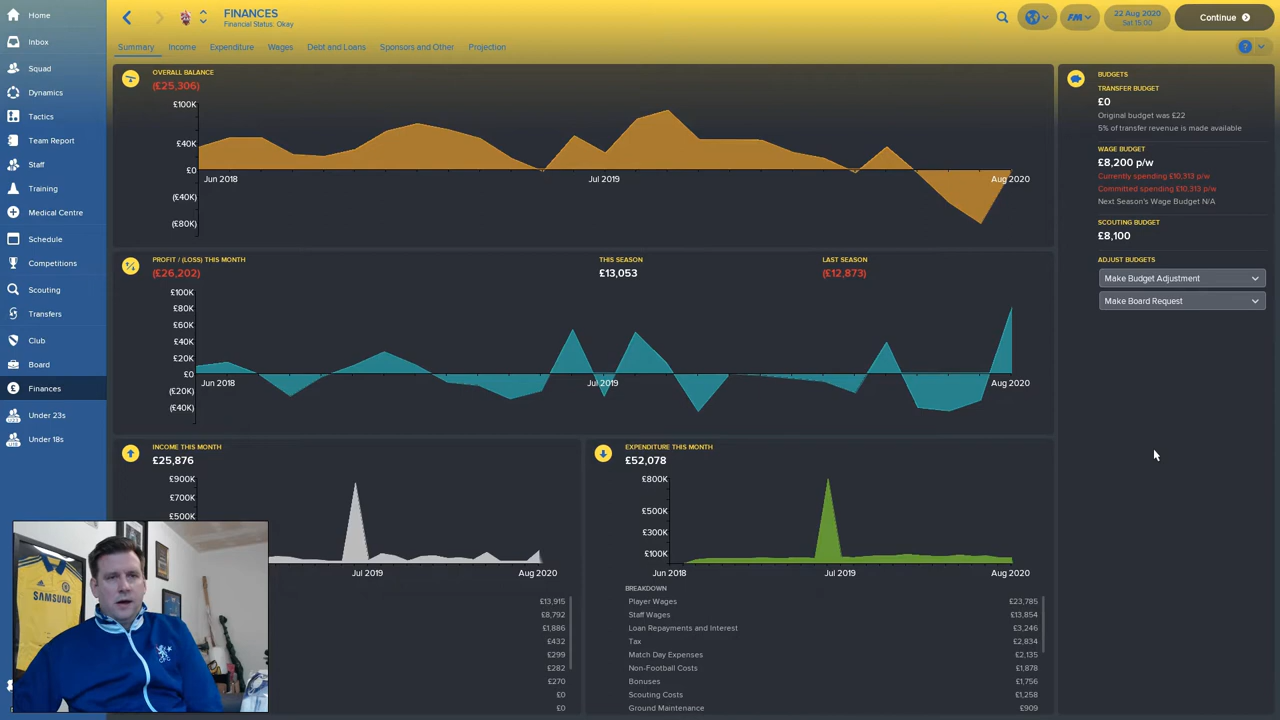 Home
Inbox
Squad
Dynamics
Tactics
Team Report
Staff
Training
Medical Centre
Schedule
Competitions
Scouting
Transfers
Club
Board
Finances
Under 23s
Under 18s
FINANCES
Financial Status: Okay
FM
22 Aug 2020
Sat 15:00
Continue
Summary Income Expenditure Wages Debt and Loans Sponsors and Other Projection
?
OVERALL BALANCE
(£25,306)
£100K
£40K
£0
(£40K)
(£80K)
Jun 2018 Jul 2019 Aug 2020
PROFIT / (LOSS) THIS MONTH
(£26,202)
THIS SEASON
£13,053
LAST SEASON
(£12,873)
£100K
£80K
£60K
£40K
£20K
£0
(£20K)
(£40K)
Jun 2018 Jul 2019 Aug 2020
INCOME THIS MONTH
£25,876
£900K
£700K
£500K
Jul 2019 Aug 2020
£13,915
£8,792
£1,886
£432
£299
£282
£270
£0
£0
EXPENDITURE THIS MONTH
£52,078
£800K
£500K
£300K
£100K
Jun 2018 Jul 2019 Aug 2020
BREAKDOWN
Player Wages £23,785
Staff Wages £13,854
Loan Repayments and Interest £3,246
Tax £2,834
Match Day Expenses £2,135
Non-Football Costs £1,878
Bonuses £1,756
Scouting Costs £1,258
Ground Maintenance £909
BUDGETS
TRANSFER BUDGET
£0
Original budget was £22
5% of transfer revenue is made available
WAGE BUDGET
£8,200 p/w
Currently spending £10,313 p/w
Committed spending £10,313 p/w
Next Season's Wage Budget N/A
SCOUTING BUDGET
£8,100
ADJUST BUDGETS
Make Budget Adjustment
Make Board Request
SAMSUNG